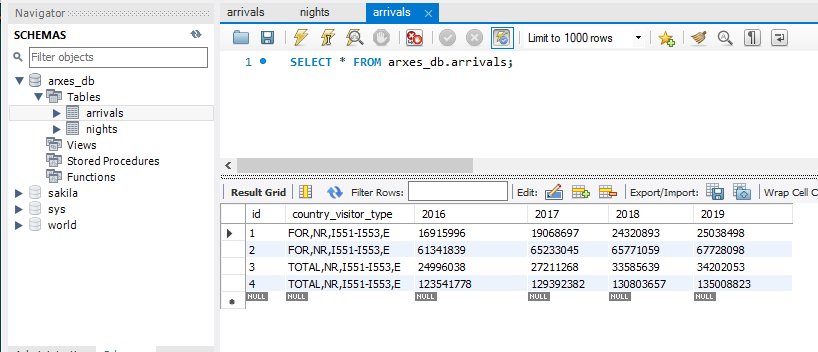 Navigator
SCHEMAS
Filter objects
arxes_db
Tables
arrivals
nights
Views
Stored Procedures
Functions
sakila
sys
world
arrivals nights arrivals
Limit to 1000 rows
1 SELECT * FROM arxes_db.arrivals;
Result Grid Filter Rows: Edit: Export/Import: Wrap Cell C
id country_visitor_type 2016 2017 2018 2019
1 FOR,NR,I551-I553,E 16915996 19068697 24320893 25038498
2 FOR,NR,I551-I553,E 61341839 65233045 65771059 67728098
3 TOTAL,NR,I551-I553,E 24996038 27211268 33585639 34202053
4 TOTAL,NR,I551-I553,E 123541778 129392382 130803657 135008823
NULL NULL NULL NULL NULL NULL